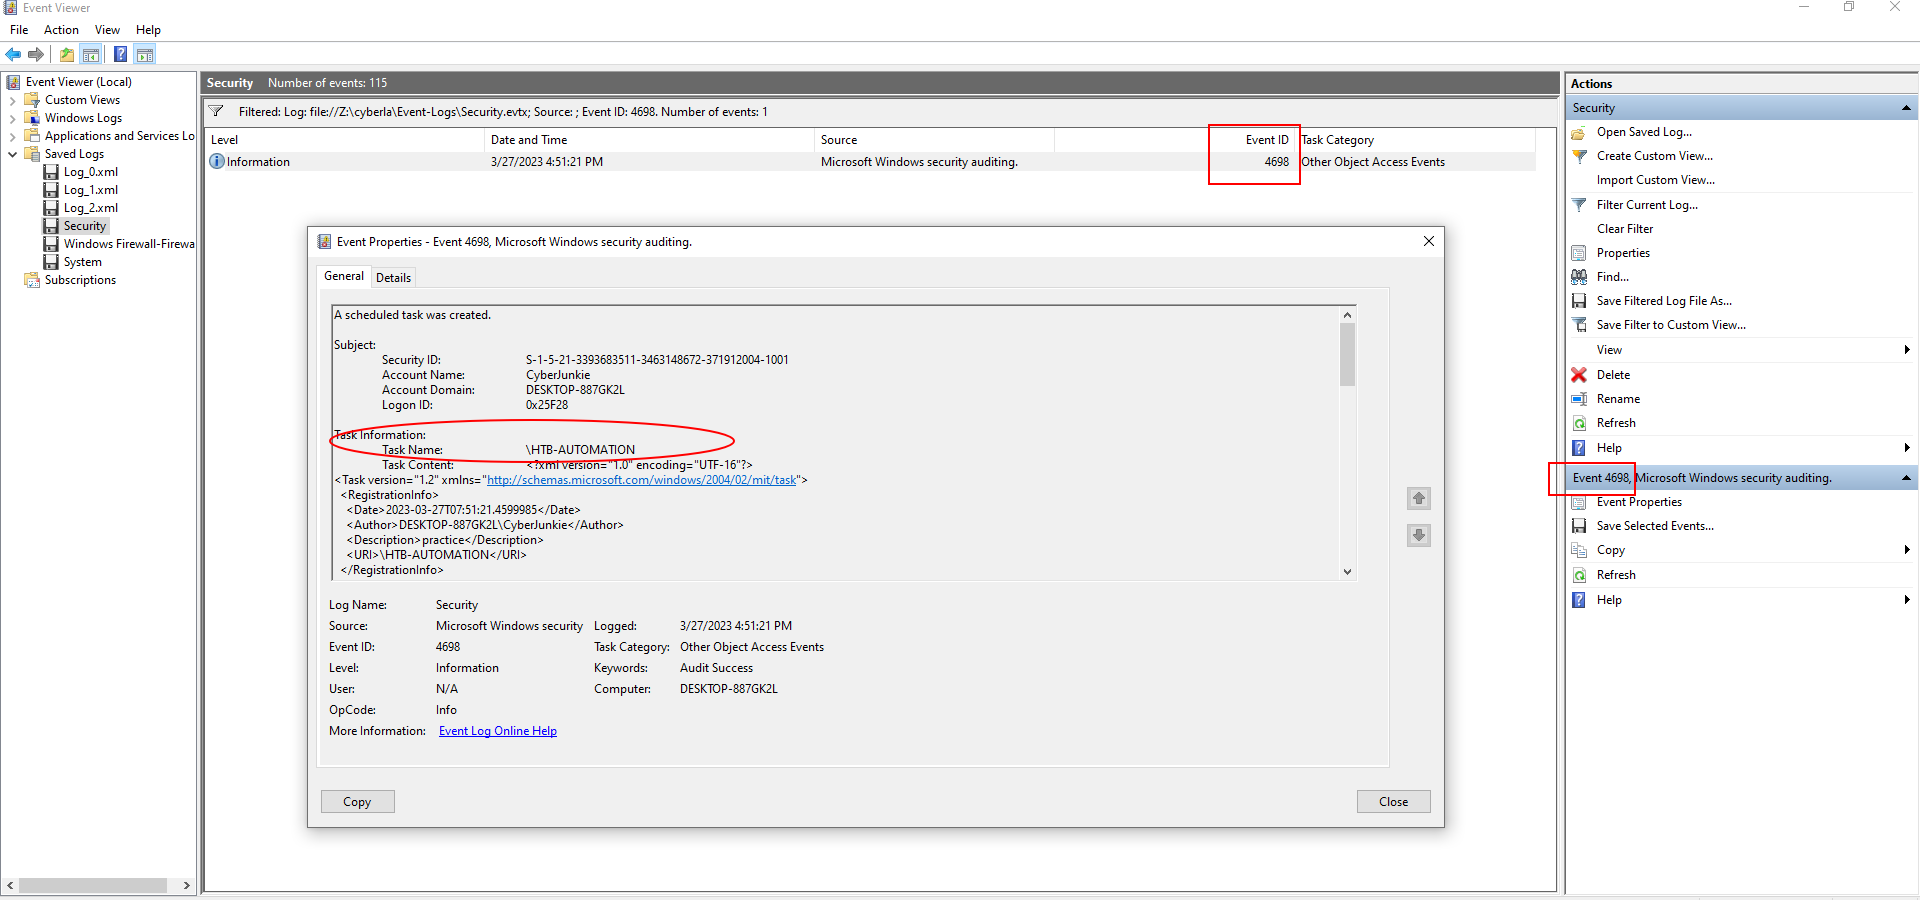 Event Viewer
File Action View Help
Event Viewer (Local)
Custom Views
Windows Logs
Applications and Services Lo
Saved Logs
Log_0.xml
Log_1.xml
Log_2.xml
Security
Windows Firewall-Firewa
System
Subscriptions
Security Number of events: 115
Filtered: Log: file://Z:\cyberla\Event-Logs\Security.evtx; Source: ; Event ID: 4698. Number of events: 1
Level Date and Time Source Event ID Task Category
Information 3/27/2023 4:51:21 PM Microsoft Windows security auditing. 4698 Other Object Access Events
Event Properties - Event 4698, Microsoft Windows security auditing.
General Details
A scheduled task was created.
Subject:
Security ID: S-1-5-21-3393683511-3463148672-371912004-1001
Account Name: CyberJunkie
Account Domain: DESKTOP-887GK2L
Logon ID: 0x25F28
Task Information:
Task Name: \HTB-AUTOMATION
Task Content: <?xml version="1.0" encoding="UTF-16"?>
<Task version="1.2" xmlns="http://schemas.microsoft.com/windows/2004/02/mit/task">
<RegistrationInfo>
<Date>2023-03-27T07:51:21.4599985</Date>
<Author>DESKTOP-887GK2L\CyberJunkie</Author>
<Description>practice</Description>
<URI>\HTB-AUTOMATION</URI>
</RegistrationInfo>
Log Name: Security
Source: Microsoft Windows security Logged: 3/27/2023 4:51:21 PM
Event ID: 4698 Task Category: Other Object Access Events
Level: Information Keywords: Audit Success
User: N/A Computer: DESKTOP-887GK2L
OpCode: Info
More Information: Event Log Online Help
Copy Close
Actions
Security
Open Saved Log...
Create Custom View...
Import Custom View...
Filter Current Log...
Clear Filter
Properties
Find...
Save Filtered Log File As...
Save Filter to Custom View...
View
Delete
Rename
Refresh
Help
Event 4698, Microsoft Windows security auditing.
Event Properties
Save Selected Events...
Copy
Refresh
Help